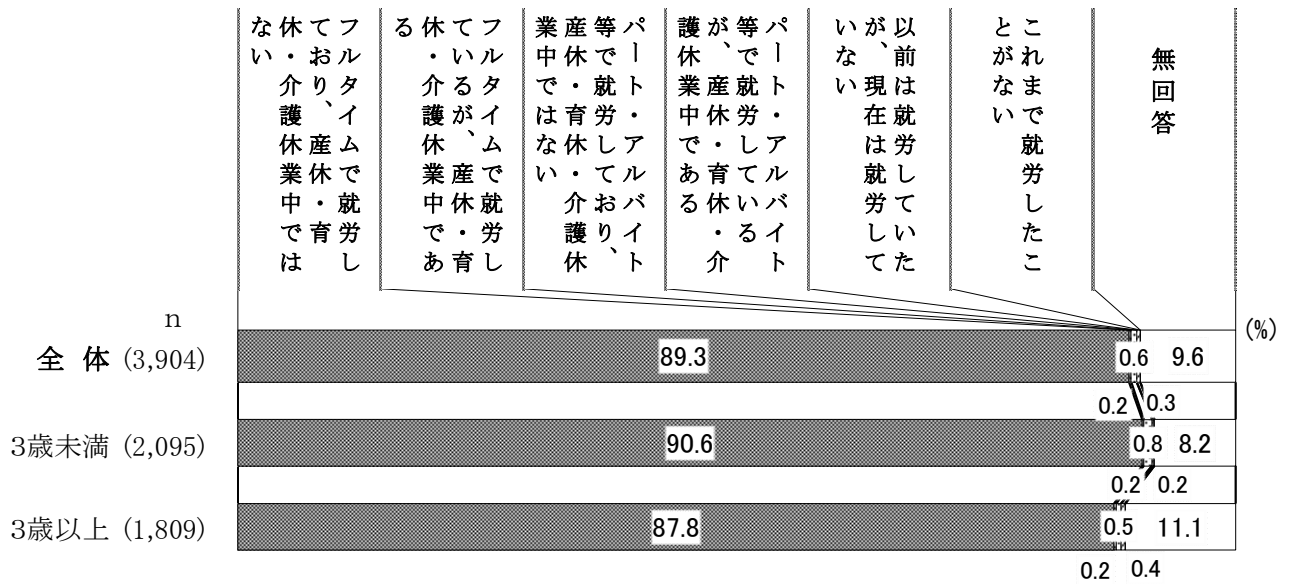 フルタイムで就労し
ており、産休・育
休・介護休業中では
ない
フルタイムで就労し
ているが、産休・育
休・介護休業中であ
る
パート・アルバイト
等で就労しており、
産休・育休・介護休
業中ではない
パート・アルバイト
等で就労している
が、産休・育休・介
護休業中である
以前は就労していた
が、現在は就労して
いない
これまで就労したこ
とがない
無回答
n
(%)
全体 (3,904) 89.3 0.6 9.6
0.2 0.3
3歳未満 (2,095) 90.6 0.8 8.2
0.2 0.2
3歳以上 (1,809) 87.8 0.5 11.1
0.2 0.4